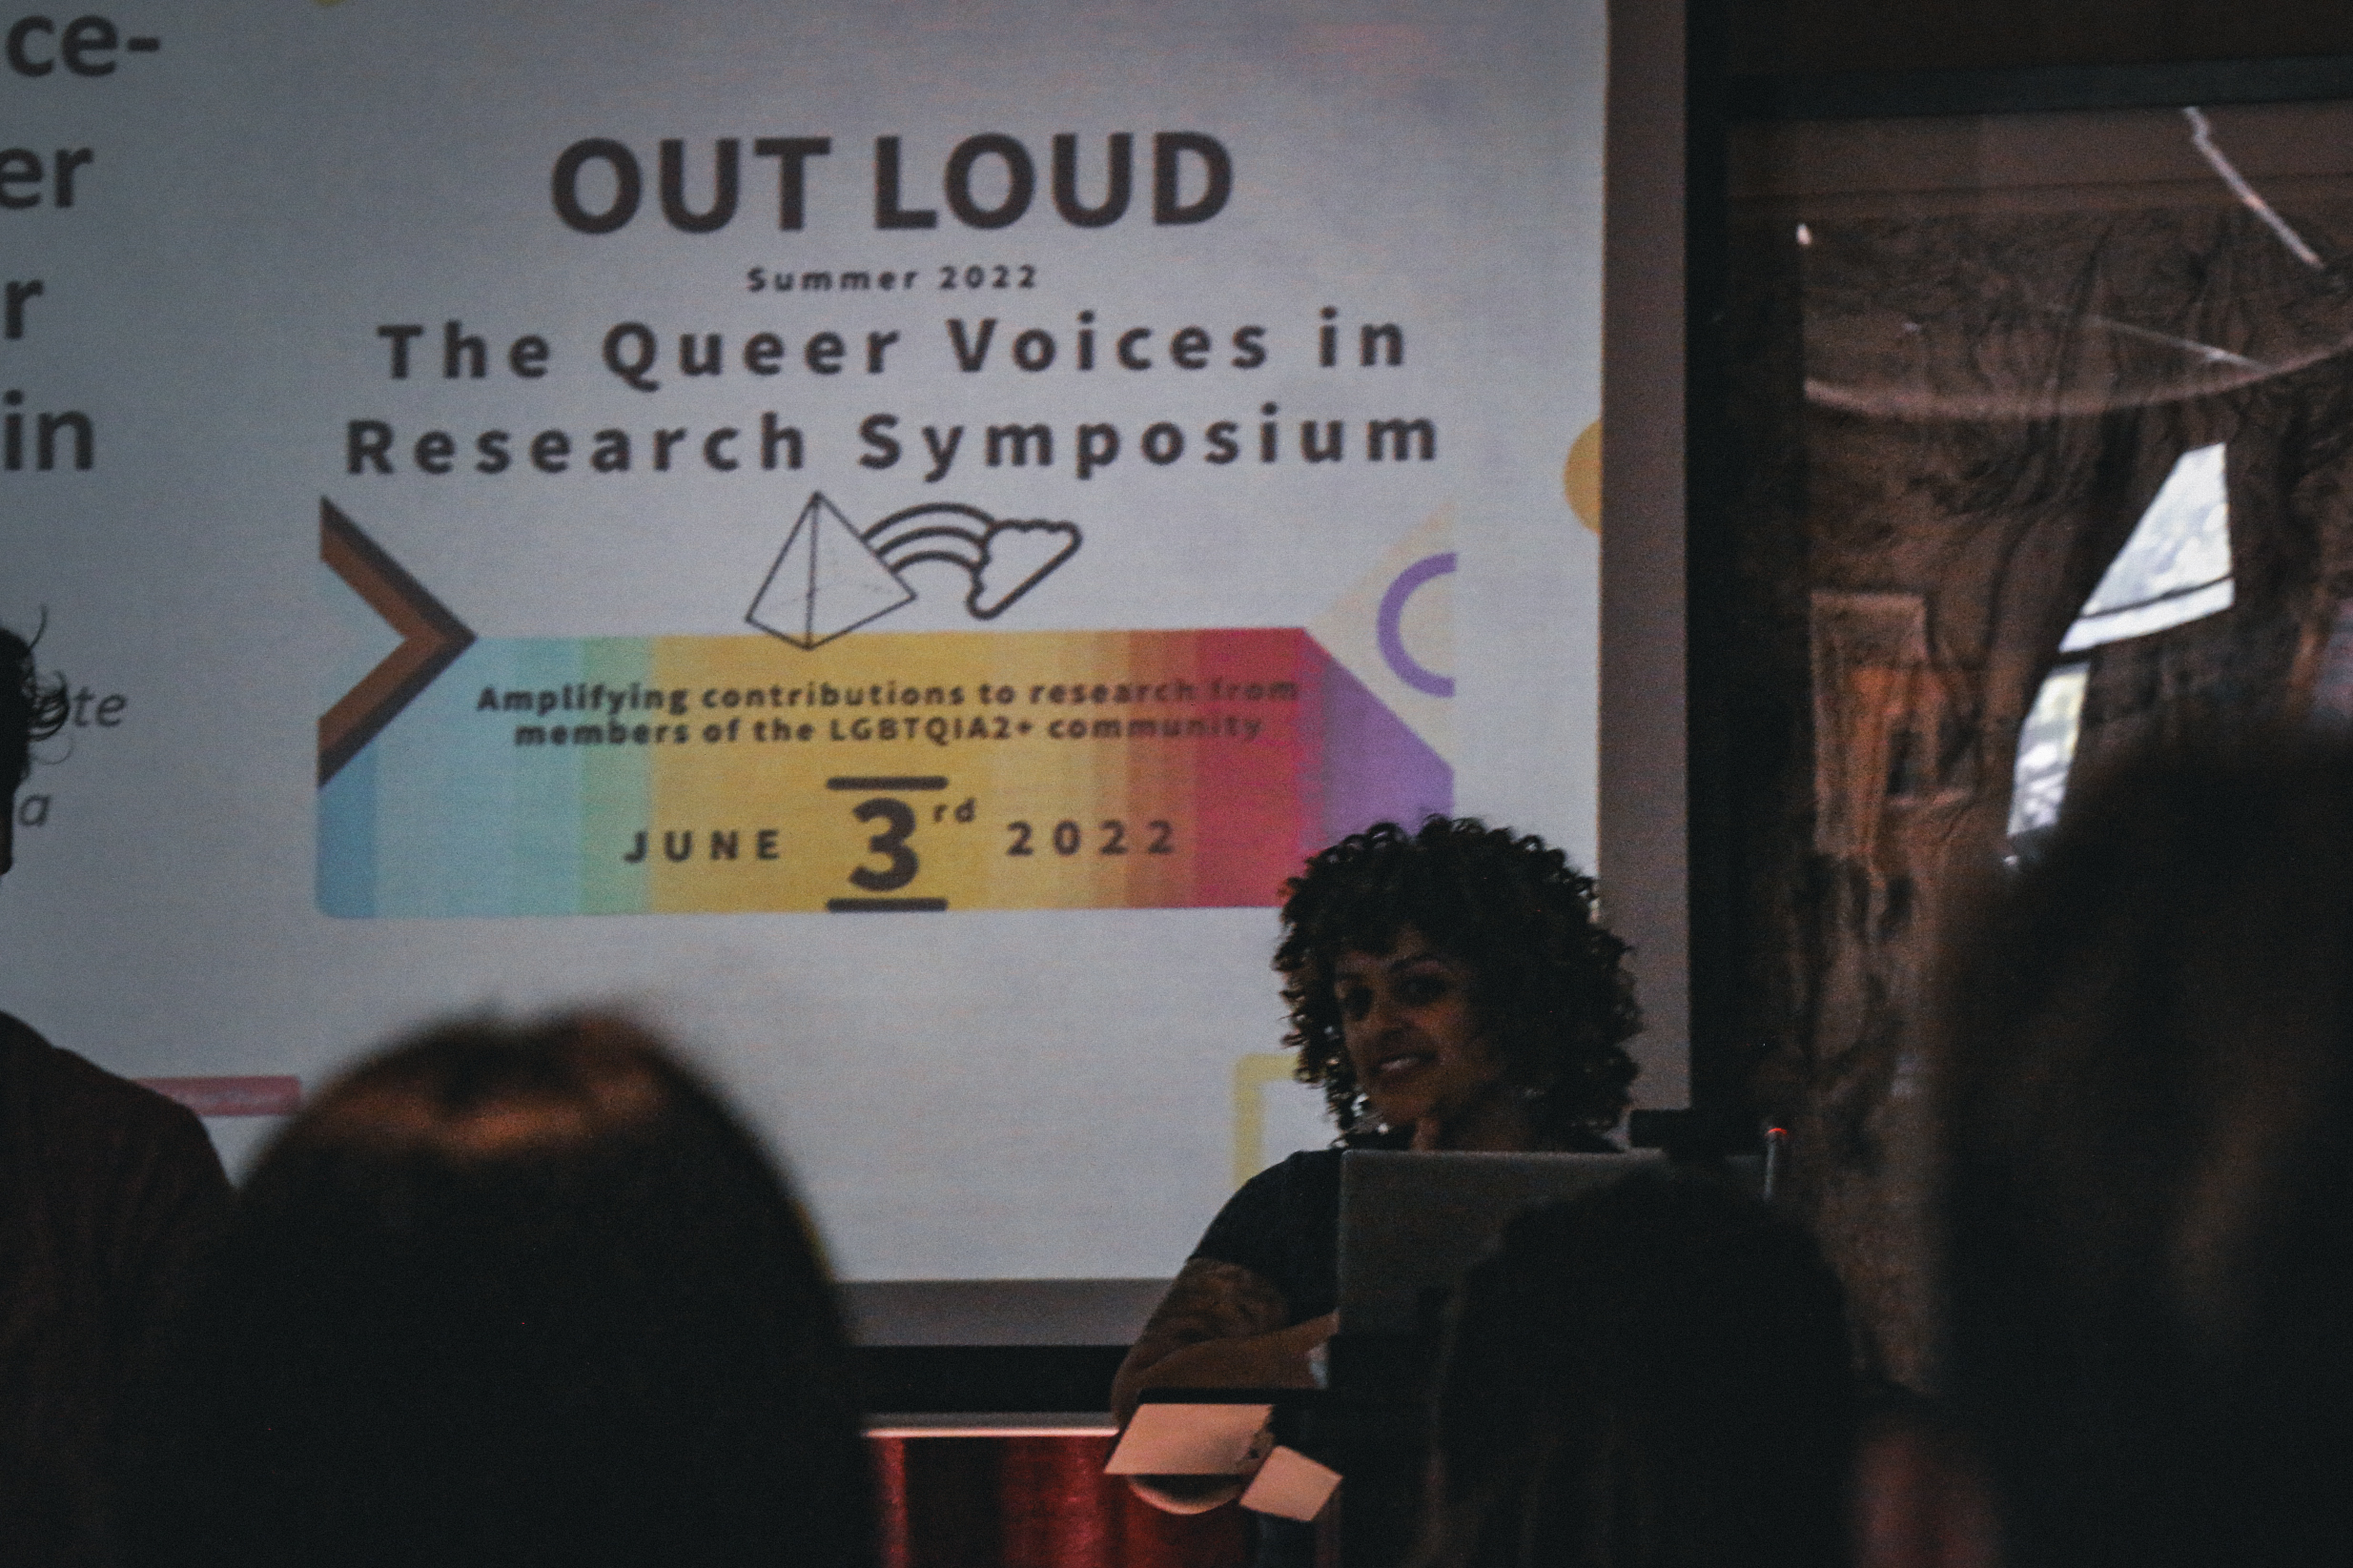 OUT LOUD
Summer 2022
The Queer Voices in
Research Symposium
Amplifying contributions to research from
members of the LGBTQIA2+ community
JUNE 3rd 2022
ce-
er
r
in
te
a